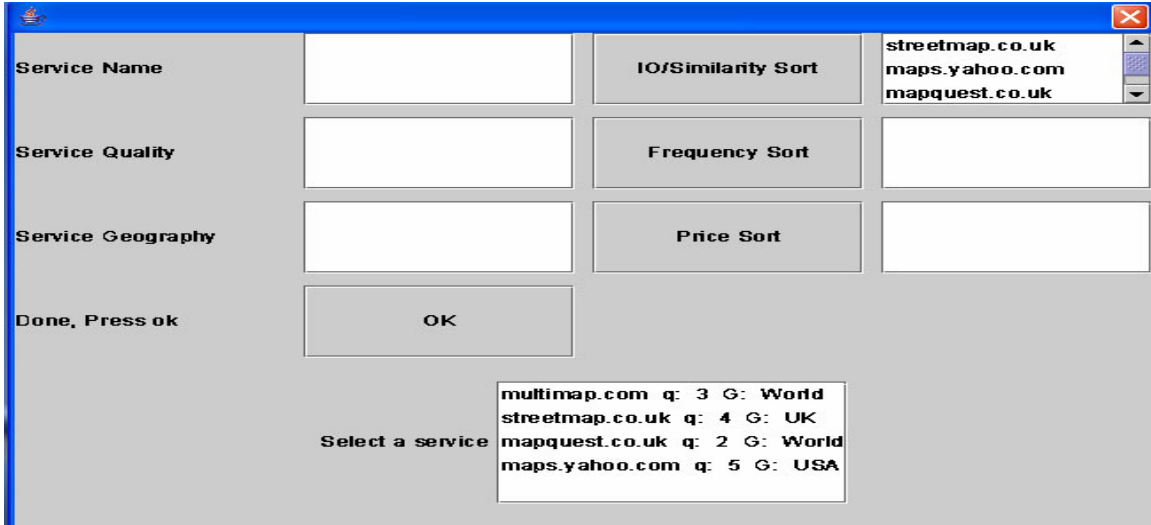 Service Name
IO/Similarity Sort
streetmap.co.uk
maps.yahoo.com
mapquest.co.uk
Service Quality
Frequency Sort
Service Geography
Price Sort
Done, Press ok
OK
Select a service
multimap.com q: 3 G: World
streetmap.co.uk q: 4 G: UK
mapquest.co.uk q: 2 G: World
maps.yahoo.com q: 5 G: USA